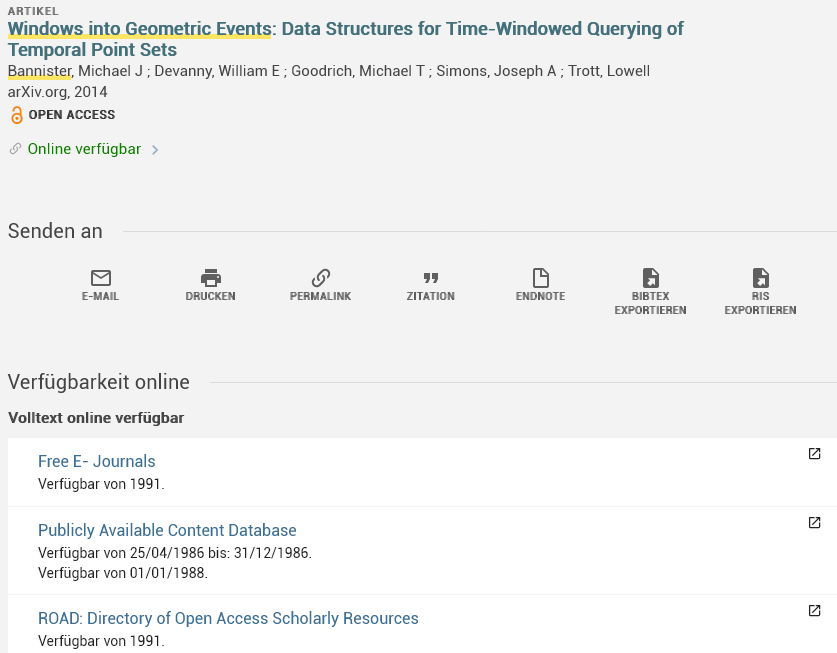 ARTIKEL
Windows into Geometric Events: Data Structures for Time-Windowed Querying of
Temporal Point Sets
Bannister, Michael J ; Devanny, William E ; Goodrich, Michael T ; Simons, Joseph A ; Trott, Lowell
arXiv.org, 2014
OPEN ACCESS
Online verfügbar
Senden an
E-MAIL
DRUCKEN
PERMALINK
ZITATION
ENDNOTE
BIBTEX
EXPORTIEREN
RIS
EXPORTIEREN
Verfügbarkeit online
Volltext online verfügbar
Free E- Journals
Verfügbar von 1991.
Publicly Available Content Database
Verfügbar von 25/04/1986 bis: 31/12/1986.
Verfügbar von 01/01/1988.
ROAD: Directory of Open Access Scholarly Resources
Verfügbar von 1991.